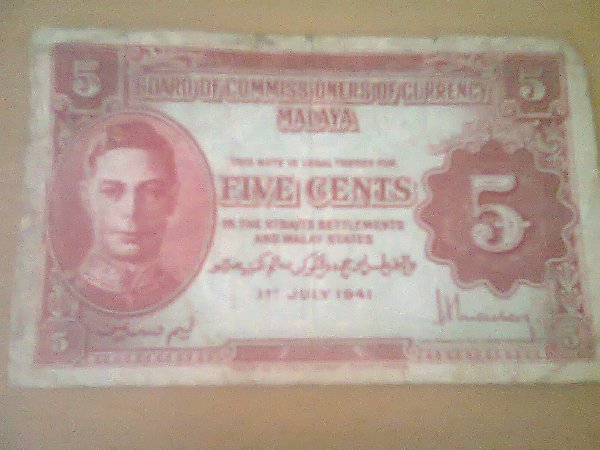 5 5
BOARD OF COMMISSIONERS OF CURRENCY
MALAYA
THIS NOTE IS LEGAL TENDER FOR
FIVE CENTS
5
IN THE STRAITS SETTLEMENTS
AND MALAY STATES
1ST JULY 1941
5 5